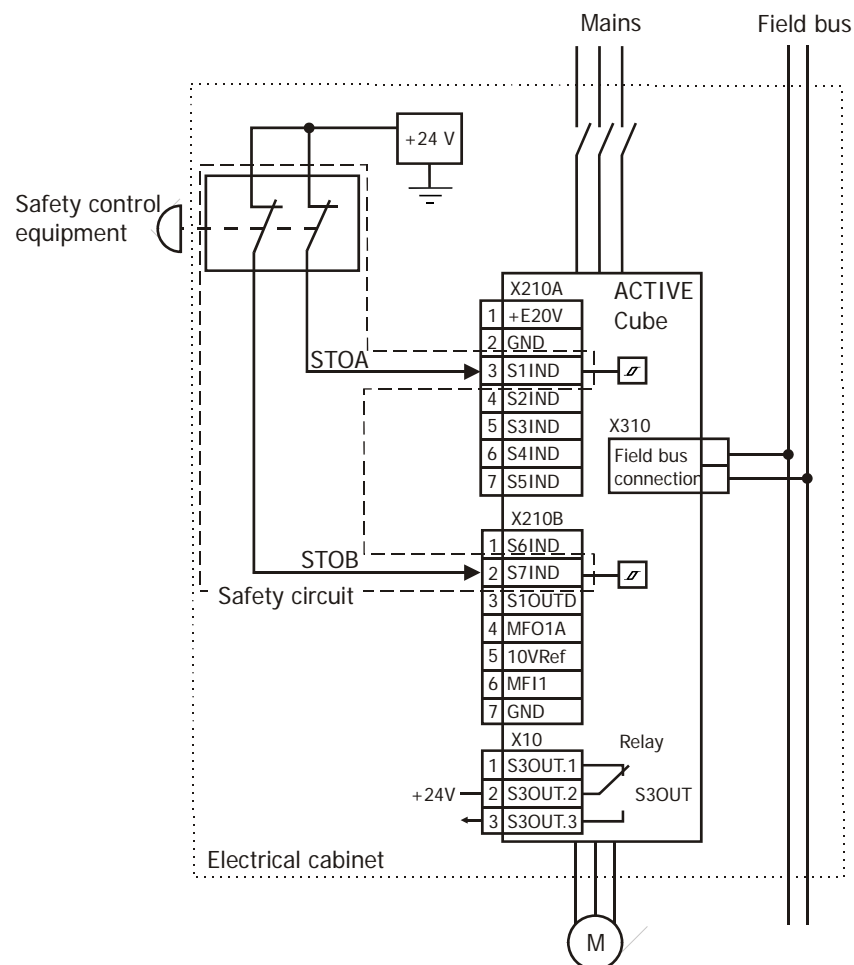 Mains
Field bus
+24 V
Safety control
equipment
X210A
ACTIVE
Cube
1 +E20V
2 GND
STOA
3 S1IND
4 S2IND
5 S3IND
6 S4IND
7 S5IND
X310
Field bus
connection
X210B
1 S6IND
STOB
2 S7IND
Safety circuit
3 S1OUTD
4 MFO1A
5 10VRef
6 MFI1
7 GND
X10
Relay
1 S3OUT.1
+24V
2 S3OUT.2
S3OUT
3 S3OUT.3
Electrical cabinet
M